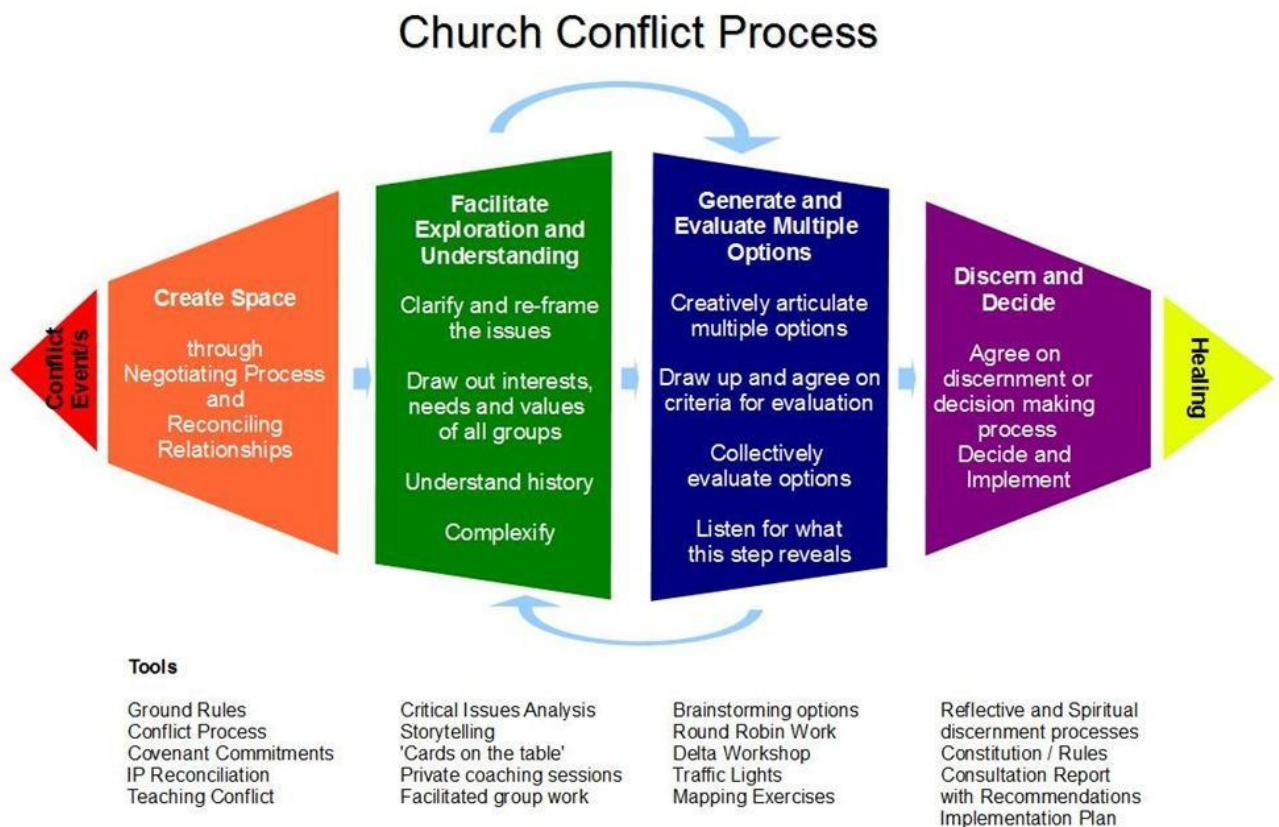 Church Conflict Process
Conflict
Event/s
Create Space
through
Negotiating Process
and
Reconciling
Relationships
Facilitate
Exploration and
Understanding
Clarify and re-frame
the issues
Draw out interests,
needs and values
of all groups
Understand history
Complexify
Generate and
Evaluate Multiple
Options
Creatively articulate
multiple options
Draw up and agree on
criteria for evaluation
Collectively
evaluate options
Listen for what
this step reveals
Discern and
Decide
Agree on
discernment or
decision making
process
Decide and
Implement
Healing
Tools
Ground Rules
Conflict Process
Covenant Commitments
IP Reconciliation
Teaching Conflict
Critical Issues Analysis
Storytelling
'Cards on the table'
Private coaching sessions
Facilitated group work
Brainstorming options
Round Robin Work
Delta Workshop
Traffic Lights
Mapping Exercises
Reflective and Spiritual
discernment processes
Constitution / Rules
Consultation Report
with Recommendations
Implementation Plan